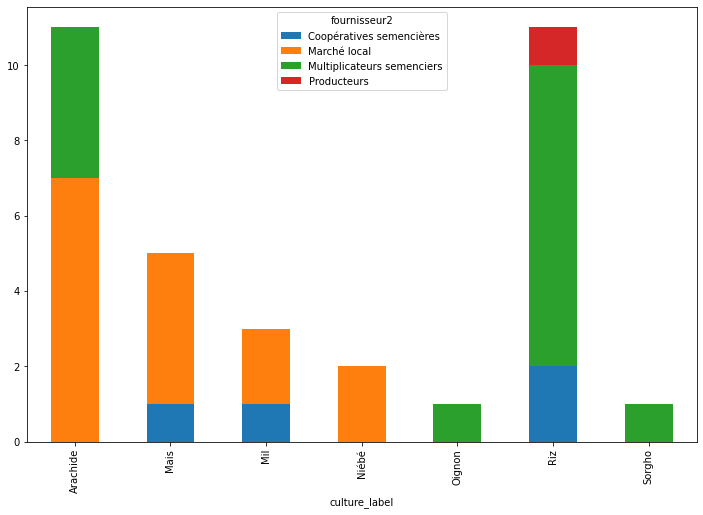 fournisseur2
Coopératives semencières
Marché local
Multiplicateurs semenciers
Producteurs
10
8
6
4
2
0
Arachide
Mais
Mil
Niébé
Oignon
Riz
Sorgho
culture_label